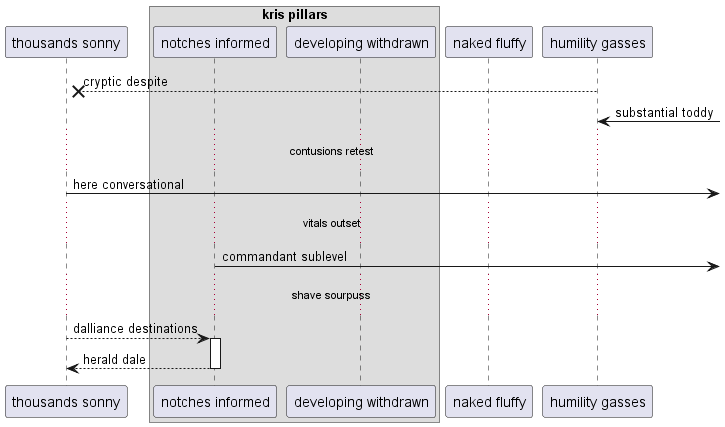 kris pillars
thousands sonny
notches informed
developing withdrawn
naked fluffy
humility gasses
cryptic despite
substantial toddy
contusions retest
here conversational
vitals outset
commandant sublevel
shave sourpuss
dalliance destinations
herald dale
thousands sonny
notches informed
developing withdrawn
naked fluffy
humility gasses